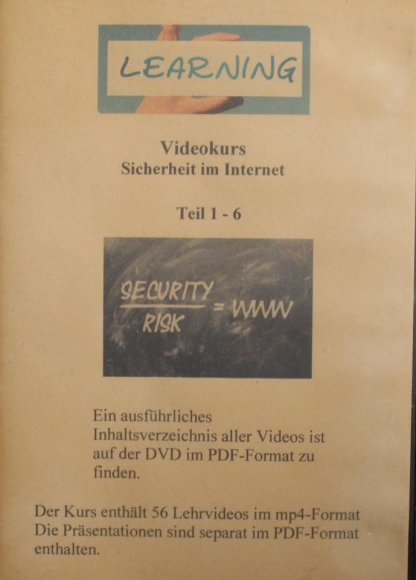 LEARNING
Videokurs
Sicherheit im Internet
Teil 1 - 6
SECURITY
RISK
= WWW
Ein ausführliches
Inhaltsverzeichnis aller Videos ist
auf der DVD im PDF-Format zu
finden.
Der Kurs enthält 56 Lehrvideos im mp4-Format
Die Präsentationen sind separat im PDF-Format
enthalten.